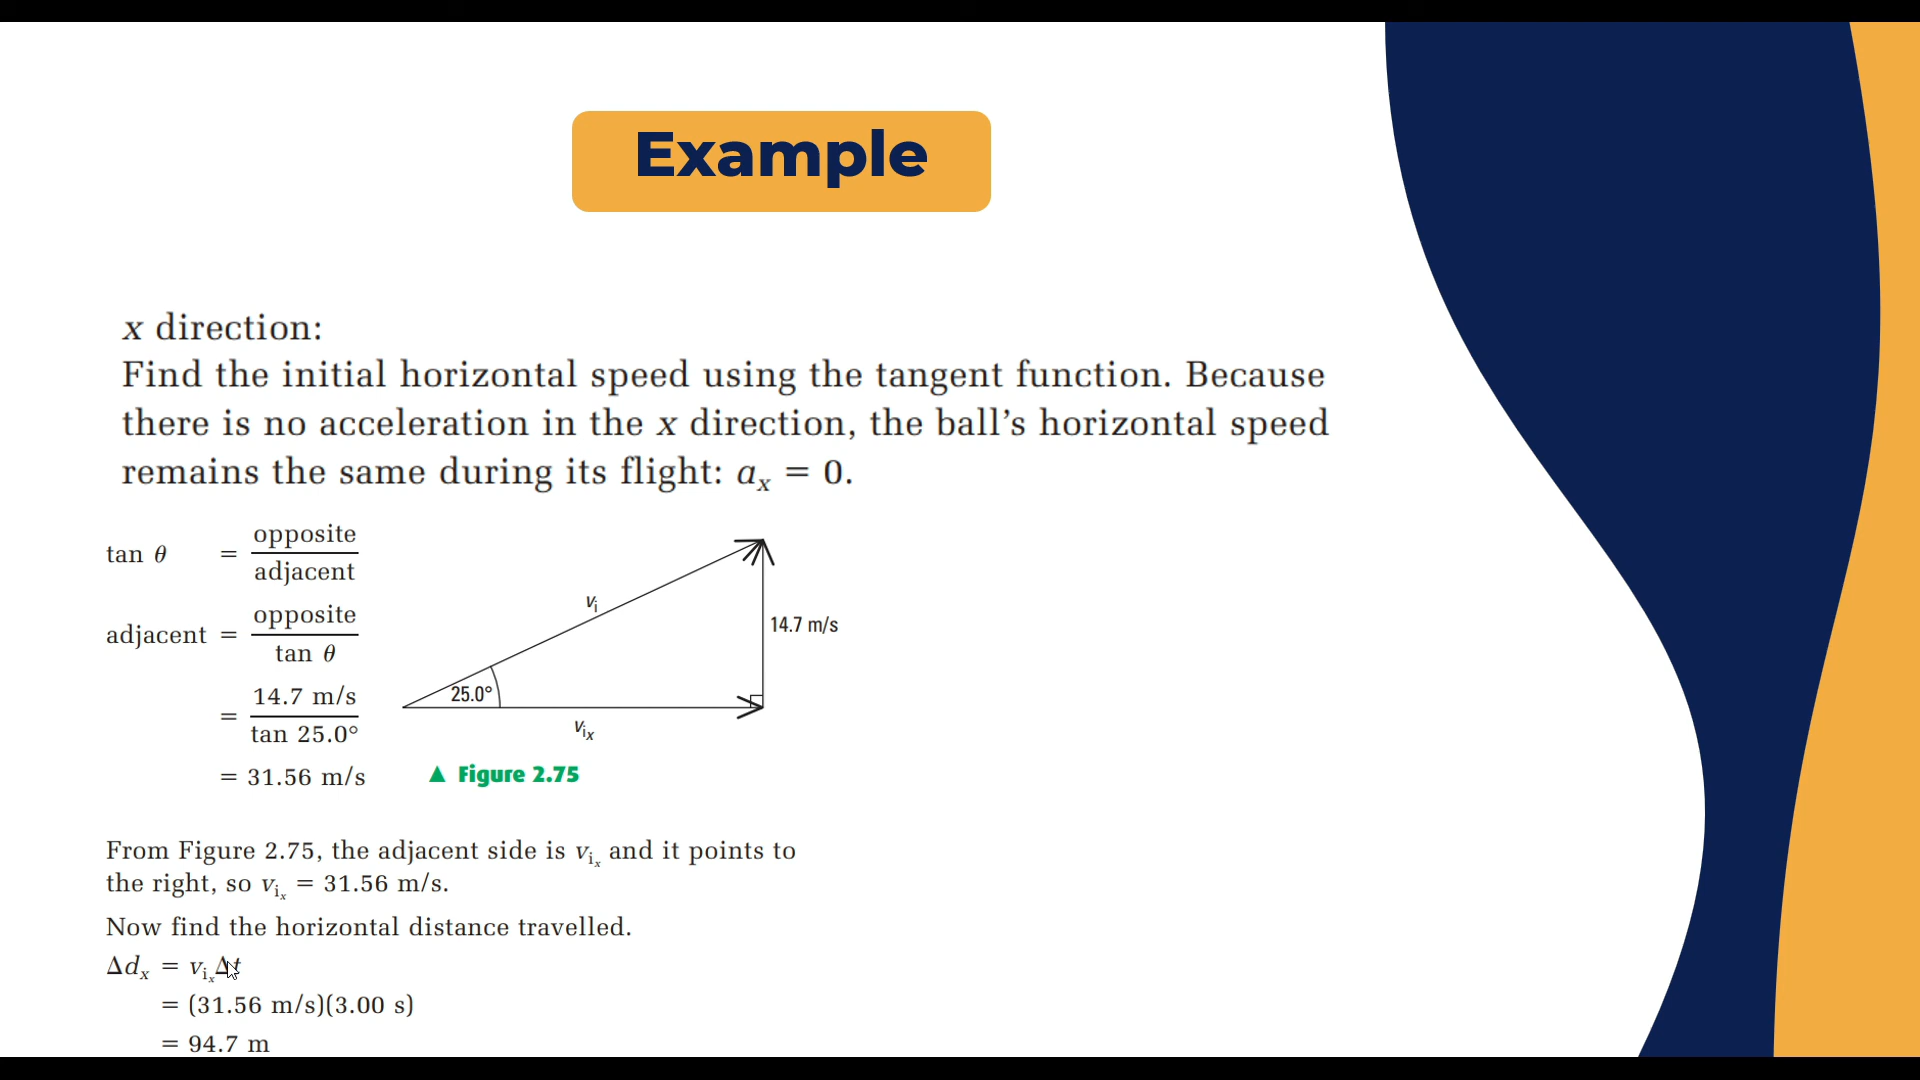 Example
x direction:
Find the initial horizontal speed using the tangent function. Because
there is no acceleration in the x direction, the ball’s horizontal speed
remains the same during its flight: aₓ = 0.
tan θ = opposite / adjacent
adjacent = opposite / tan θ
= 14.7 m/s / tan 25.0°
= 31.56 m/s
vᵢ
14.7 m/s
25.0°
vᵢₓ
▲ Figure 2.75
From Figure 2.75, the adjacent side is vᵢₓ and it points to
the right, so vᵢₓ = 31.56 m/s.
Now find the horizontal distance travelled.
Δdₓ = vᵢₓΔt
= (31.56 m/s)(3.00 s)
= 94.7 m